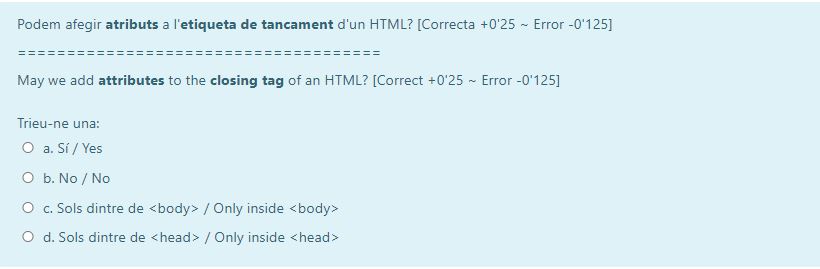 Podem afegir atributs a l'etiqueta de tancament d'un HTML? [Correcta +0'25 ~ Error -0'125]
=====================================
May we add attributes to the closing tag of an HTML? [Correct +0'25 ~ Error -0'125]
Trieu-ne una:
a. Sí / Yes
b. No / No
c. Sols dintre de <body> / Only inside <body>
d. Sols dintre de <head> / Only inside <head>